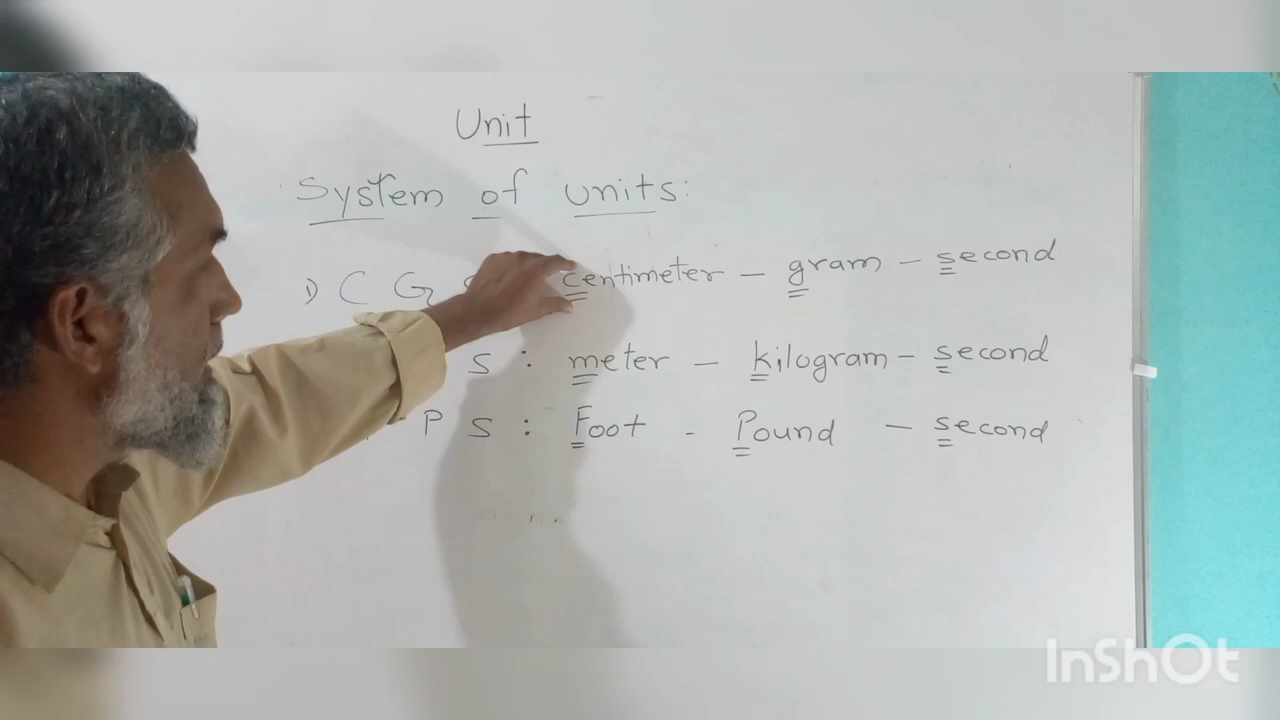 Unit
System of units:
1) C G centimeter - gram - second
S : meter - kilogram - second
P S : Foot - Pound - second
InShOt